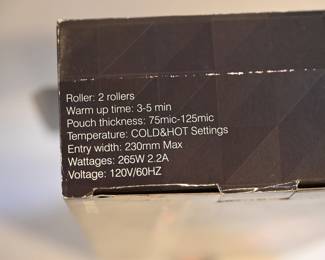 Roller: 2 rollers
Warm up time: 3-5 min
Pouch thickness: 75mic-125mic
Temperature: COLD&HOT Settings
Entry width: 230mm Max
Wattages: 265W 2.2A
Voltage: 120V/60HZ